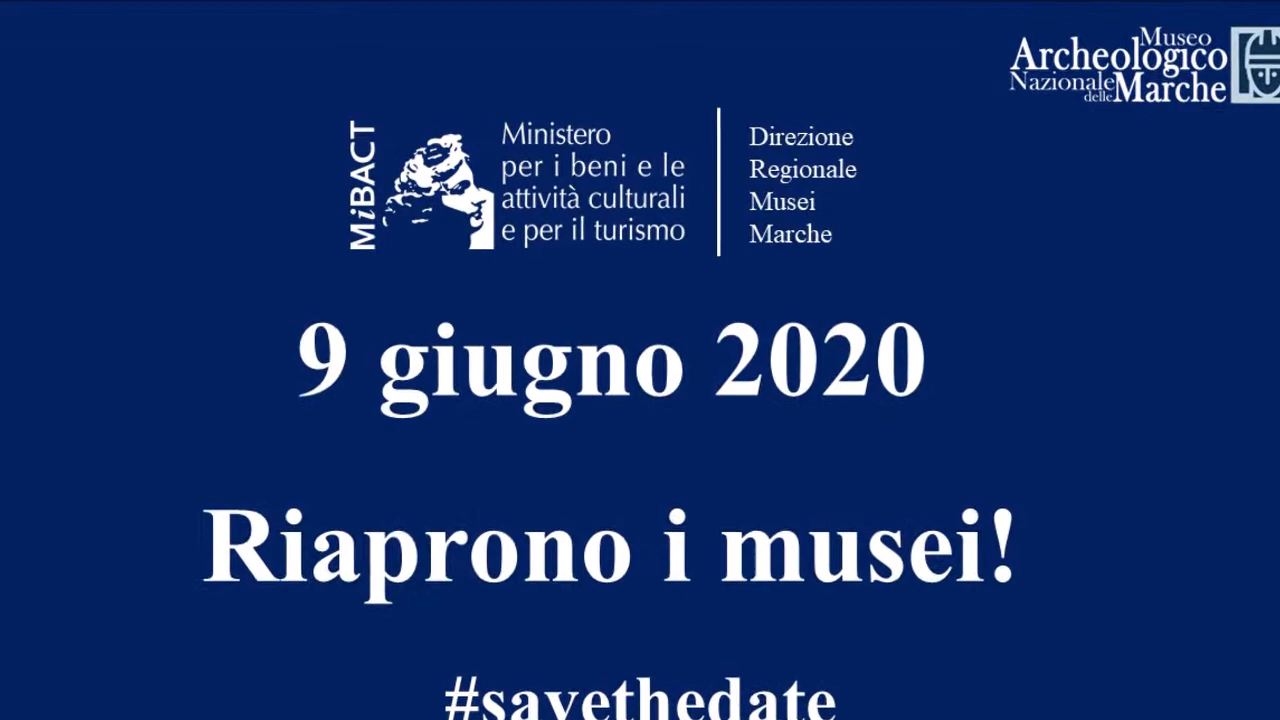 Museo
Archeologico
Nazionale
delle Marche
MiBACT
Ministero
per i beni e le
attività culturali
e per il turismo
Direzione
Regionale
Musei
Marche
9 giugno 2020
Riaprono i musei!
#savethedate